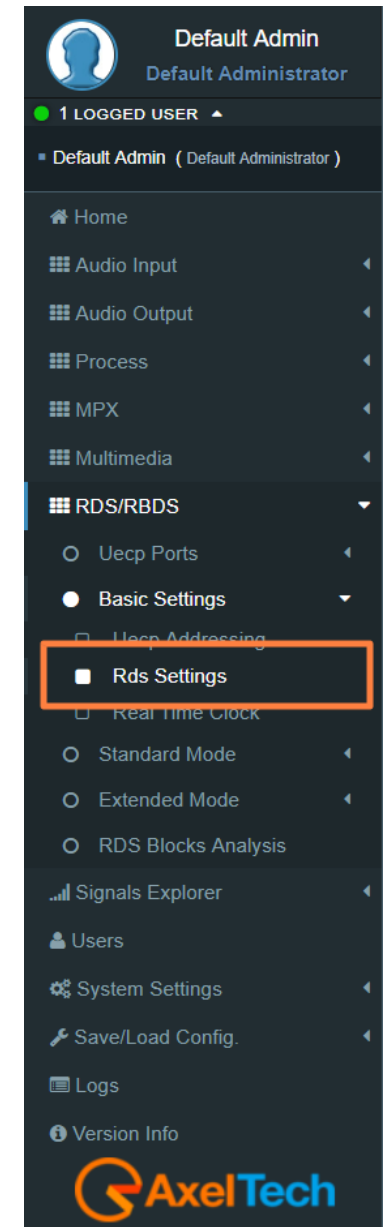 Default Admin
Default Administrator
1 LOGGED USER
Default Admin ( Default Administrator )
Home
Audio Input
Audio Output
Process
MPX
Multimedia
RDS/RBDS
Uecp Ports
Basic Settings
Uecp Addressing
Rds Settings
Real Time Clock
Standard Mode
Extended Mode
RDS Blocks Analysis
Signals Explorer
Users
System Settings
Save/Load Config.
Logs
Version Info
AxelTech